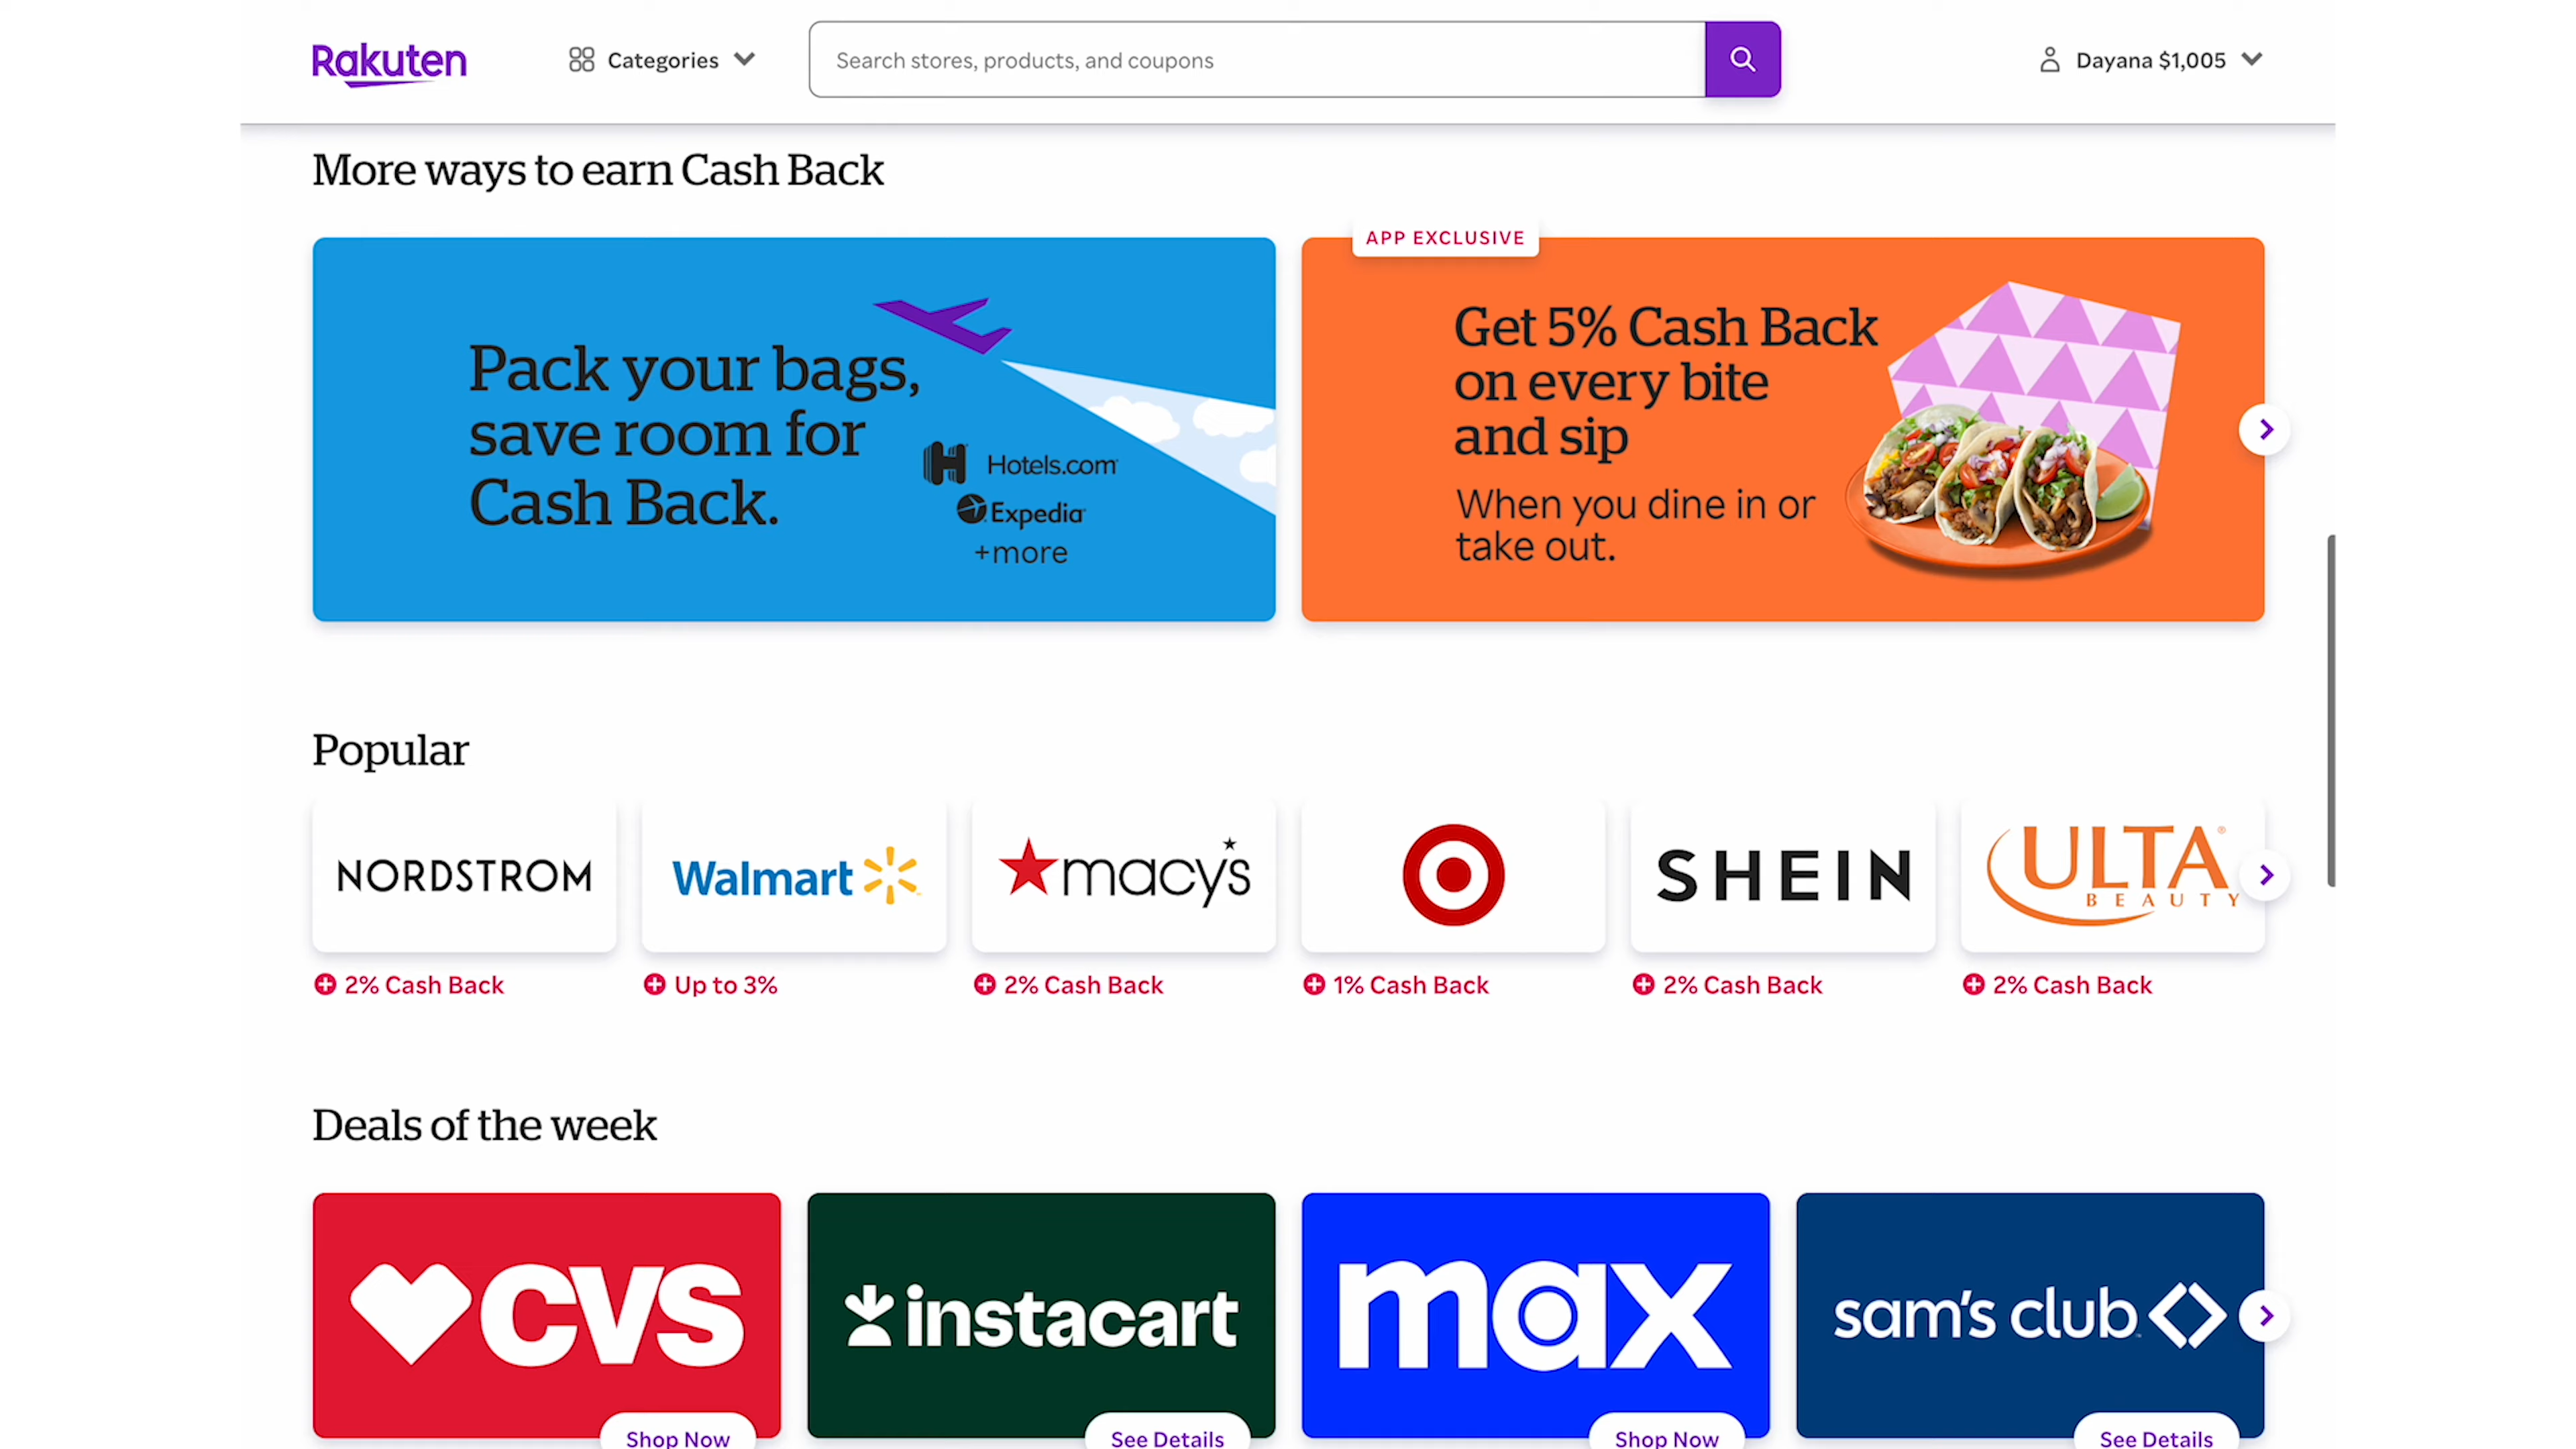 Rakuten
Categories
Search stores, products, and coupons
Dayana $1,005
More ways to earn Cash Back
Pack your bags,
save room for
Cash Back.
Hotels.com
Expedia
+more
APP EXCLUSIVE
Get 5% Cash Back
on every bite
and sip
When you dine in or
take out.
Popular
NORDSTROM
Walmart
macy's
SHEIN
ULTA
BEAUTY
2% Cash Back
Up to 3%
2% Cash Back
1% Cash Back
2% Cash Back
2% Cash Back
Deals of the week
CVS
instacart
max
sam's club
Shop Now
See Details
Shop Now
See Details